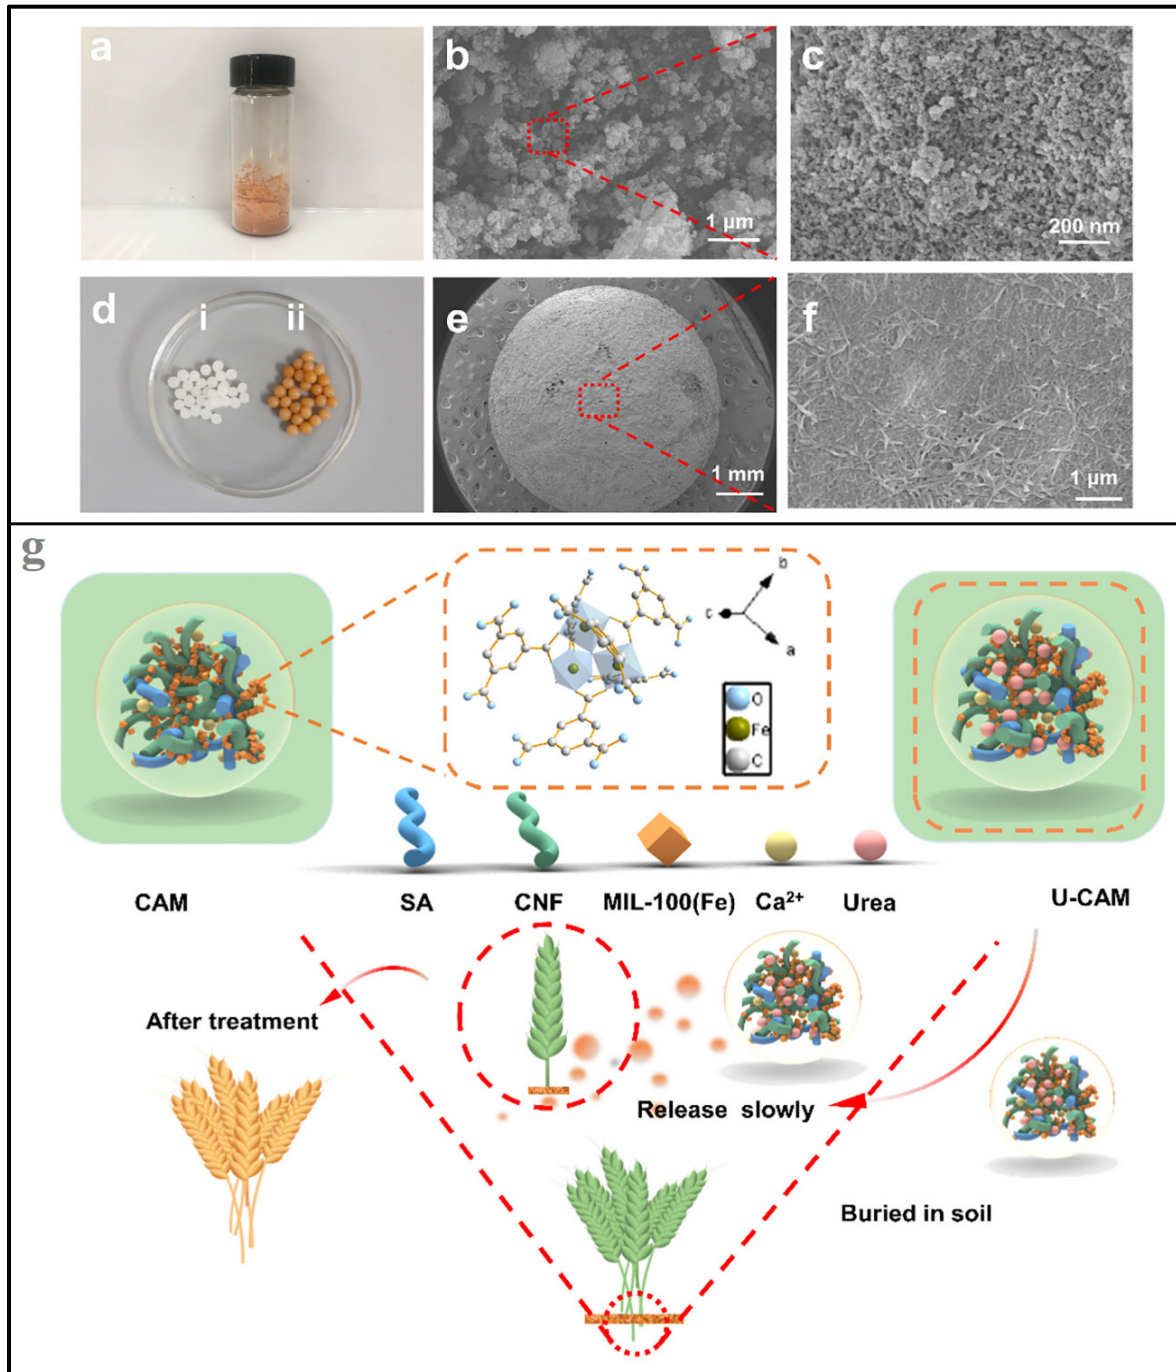 a
b
c
1 µm
200 nm
d
i
ii
e
f
1 mm
1 µm
g
b
c
a
O
Fe
C
CAM
SA
CNF
MIL-100(Fe)
Ca²⁺
Urea
U-CAM
After treatment
Release slowly
Buried in soil